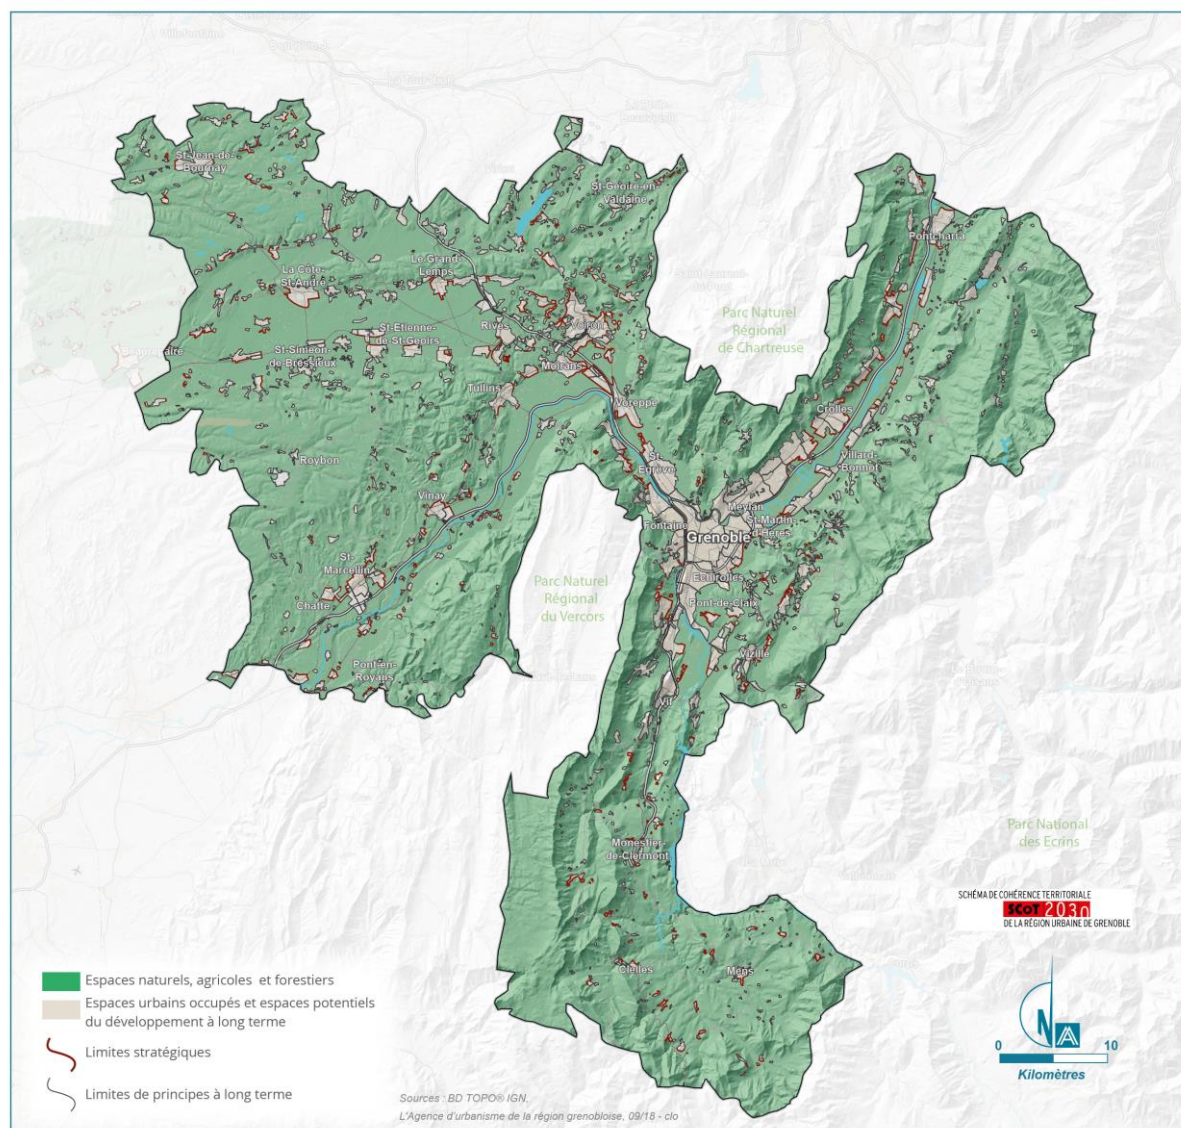 Villefontaine
St-Jean-de-
Bournay
St-Geoire-en-
Valdaine
Pontcharra
Le-Grand-
Lemps
La-Côte-
St-André
Parc Naturel
Régional
de Chartreuse
Rives
Voiron
St-Etienne-
de-St-Geoirs
St-Siméon-
de-Bressieux
Beaurepaire
Moirans
Tullins
Voreppe
Crolles
St-
Egrève
Villard-
Bonnot
Roybon
Vinay
Meylan
St-Martin-
d'Hères
Fontaine
Grenoble
St-
Marcellin
Echirolles
Parc Naturel
Régional
du Vercors
Chatte
Pont-de-Claix
Vizille
Pont-en-
Royans
Vif
Parc National
des Ecrins
Monestier-
de-Clermont
SCHÉMA DE COHÉRENCE TERRITORIALE
SCoT 2030
DE LA RÉGION URBAINE DE GRENOBLE
Clelles
Mens
Espaces naturels, agricoles et forestiers
Espaces urbains occupés et espaces potentiels
du développement à long terme
Limites stratégiques
Limites de principes à long terme
N
0 10
Kilomètres
Sources : BD TOPO® IGN,
L'Agence d'urbanisme de la région grenobloise, 09/18 - clo